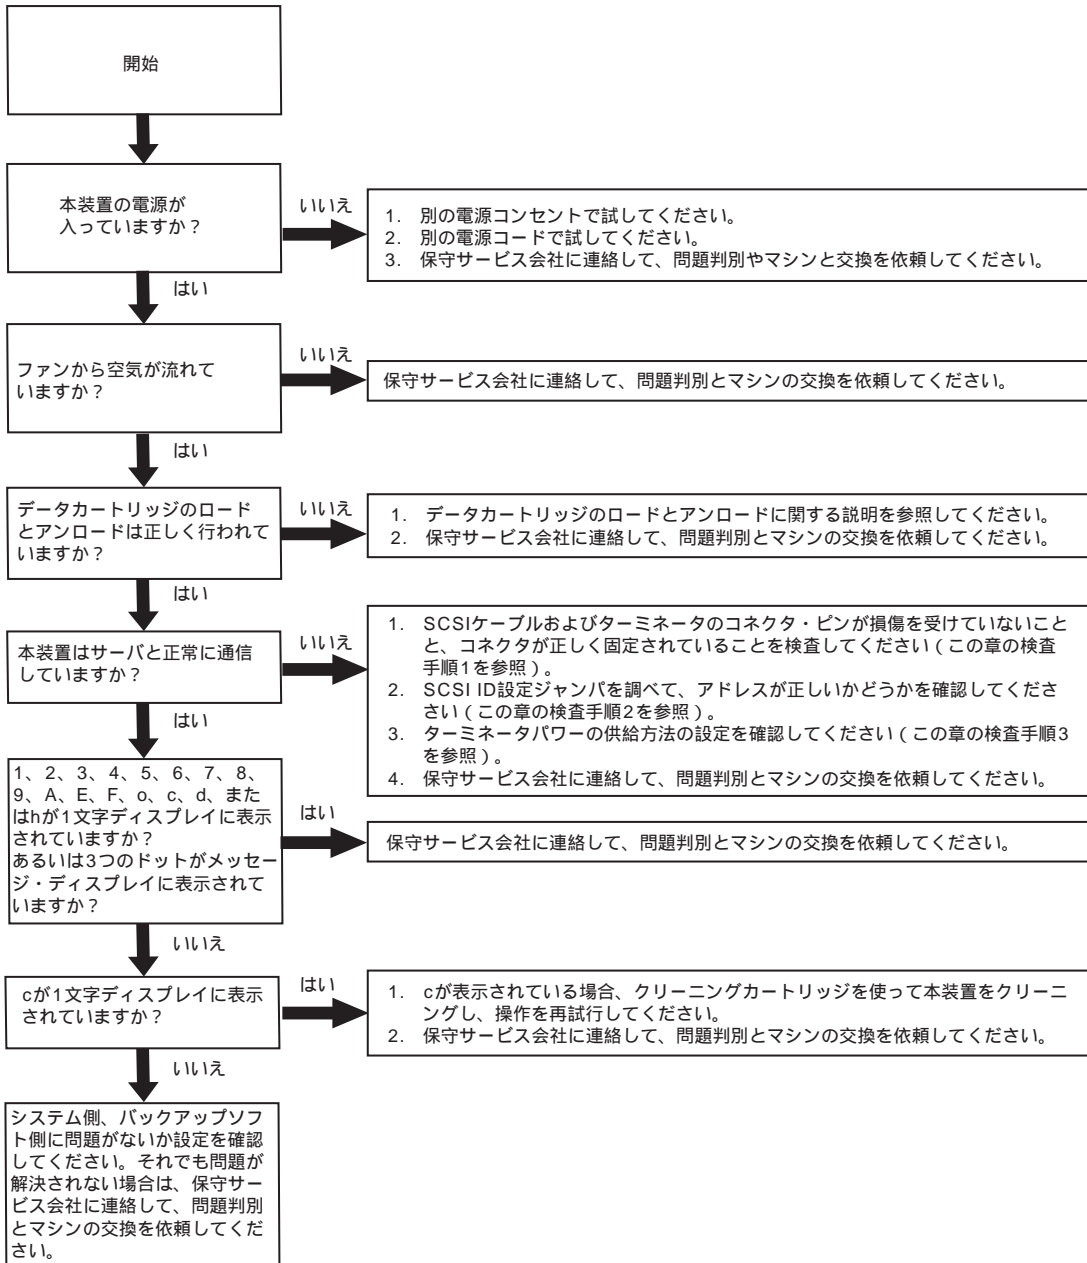 開始
本装置の電源が
入っていますか？
いいえ
1. 別の電源コンセントで試してください。
2. 別の電源コードで試してください。
3. 保守サービス会社に連絡して、問題判別やマシンと交換を依頼してください。
はい
ファンから空気が流れて
いますか？
いいえ
保守サービス会社に連絡して、問題判別とマシンの交換を依頼してください。
はい
データカートリッジのロード
とアンロードは正しく行われて
いますか？
いいえ
1. データカートリッジのロードとアンロードに関する説明を参照してください。
2. 保守サービス会社に連絡して、問題判別とマシンの交換を依頼してください。
はい
本装置はサーバと正常に通信
していますか？
いいえ
1. SCSIケーブルおよびターミネータのコネクタ・ピンが損傷を受けていないこと
と、コネクタが正しく固定されていることを検査してください（この章の検査
手順1を参照）。
2. SCSI ID設定ジャンパを調べて、アドレスが正しいかどうかを確認してくださ
さい（この章の検査手順2を参照）。
3. ターミネータパワーの供給方法の設定を確認してください（この章の検査手順3
を参照）。
4. 保守サービス会社に連絡して、問題判別とマシンの交換を依頼してください。
はい
1、2、3、4、5、6、7、8、
9、A、E、F、o、c、d、また
はhが1文字ディスプレイに表示
されていますか？
あるいは3つのドットがメッセー
ジ・ディスプレイに表示されて
いますか？
はい
保守サービス会社に連絡して、問題判別とマシンの交換を依頼してください。
いいえ
cが1文字ディスプレイに表示
されていますか？
はい
1. cが表示されている場合、クリーニングカートリッジを使って本装置をクリーニ
ングし、操作を再試行してください。
2. 保守サービス会社に連絡して、問題判別とマシンの交換を依頼してください。
いいえ
システム側、バックアップソフ
ト側に問題がないか設定を確認
してください。それでも問題が
解決されない場合は、保守サー
ビス会社に連絡して、問題判別
とマシンの交換を依頼してくだ
さい。